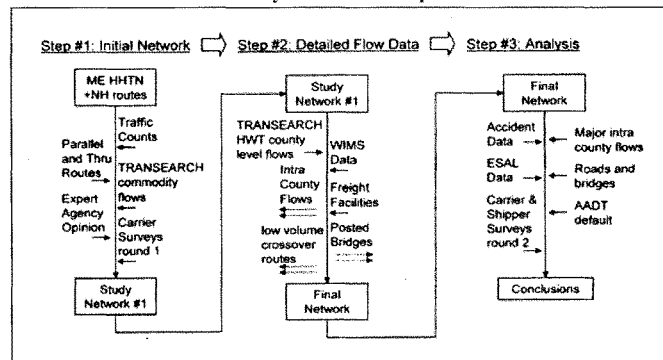 Step #1: Initial Network
Step #2: Detailed Flow Data
Step #3: Analysis
ME HHTN
+NH routes
Traffic
Counts
Parallel
and Thru
Routes
TRANSEARCH
commodity
flows
Expert
Agency
Opinion
Carrier
Surveys
round 1
Study
Network #1
Study
Network #1
TRANSEARCH
HWT county
level flows
WIMS
Data
Intra
County
Flows
Freight
Facilities
low volume
crossover
routes
Posted
Bridges
Final
Network
Final
Network
Accident
Data
Major intra
county flows
ESAL
Data
Roads and
bridges
Carrier &
Shipper
Surveys
round 2
AADT
default
Conclusions